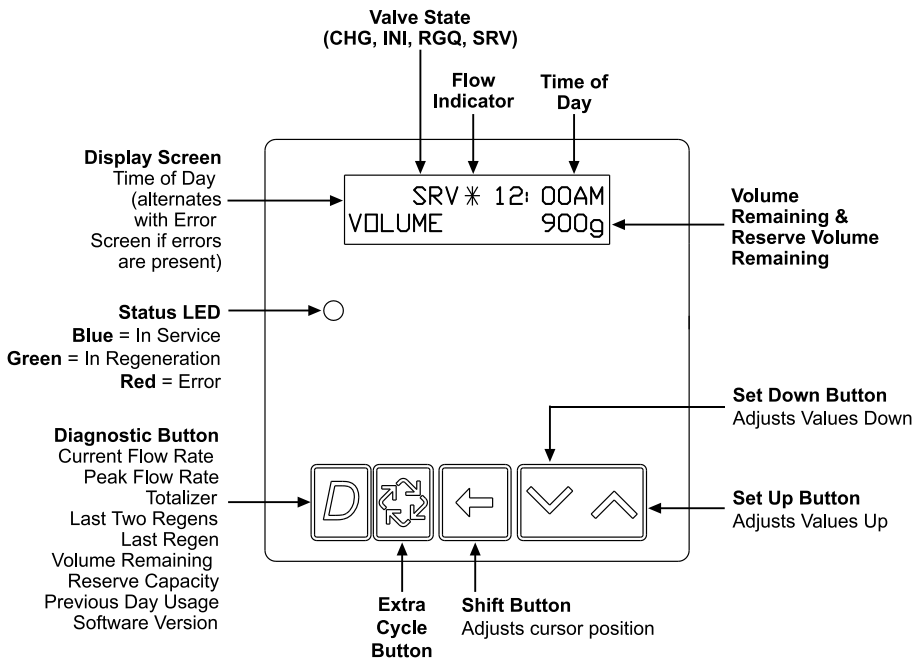 Valve State
(CHG, INI, RGQ, SRV)
Flow
Indicator
Time of
Day
Display Screen
Time of Day
(alternates
with Error
Screen if errors
are present)
SRV * 12: 00AM
VOLUME 900g
Volume
Remaining &
Reserve Volume
Remaining
Status LED
Blue = In Service
Green = In Regeneration
Red = Error
Set Down Button
Adjusts Values Down
Diagnostic Button
Current Flow Rate
Peak Flow Rate
Totalizer
Last Two Regens
Last Regen
Volume Remaining
Reserve Capacity
Previous Day Usage
Software Version
D
Set Up Button
Adjusts Values Up
Extra
Cycle
Button
Shift Button
Adjusts cursor position